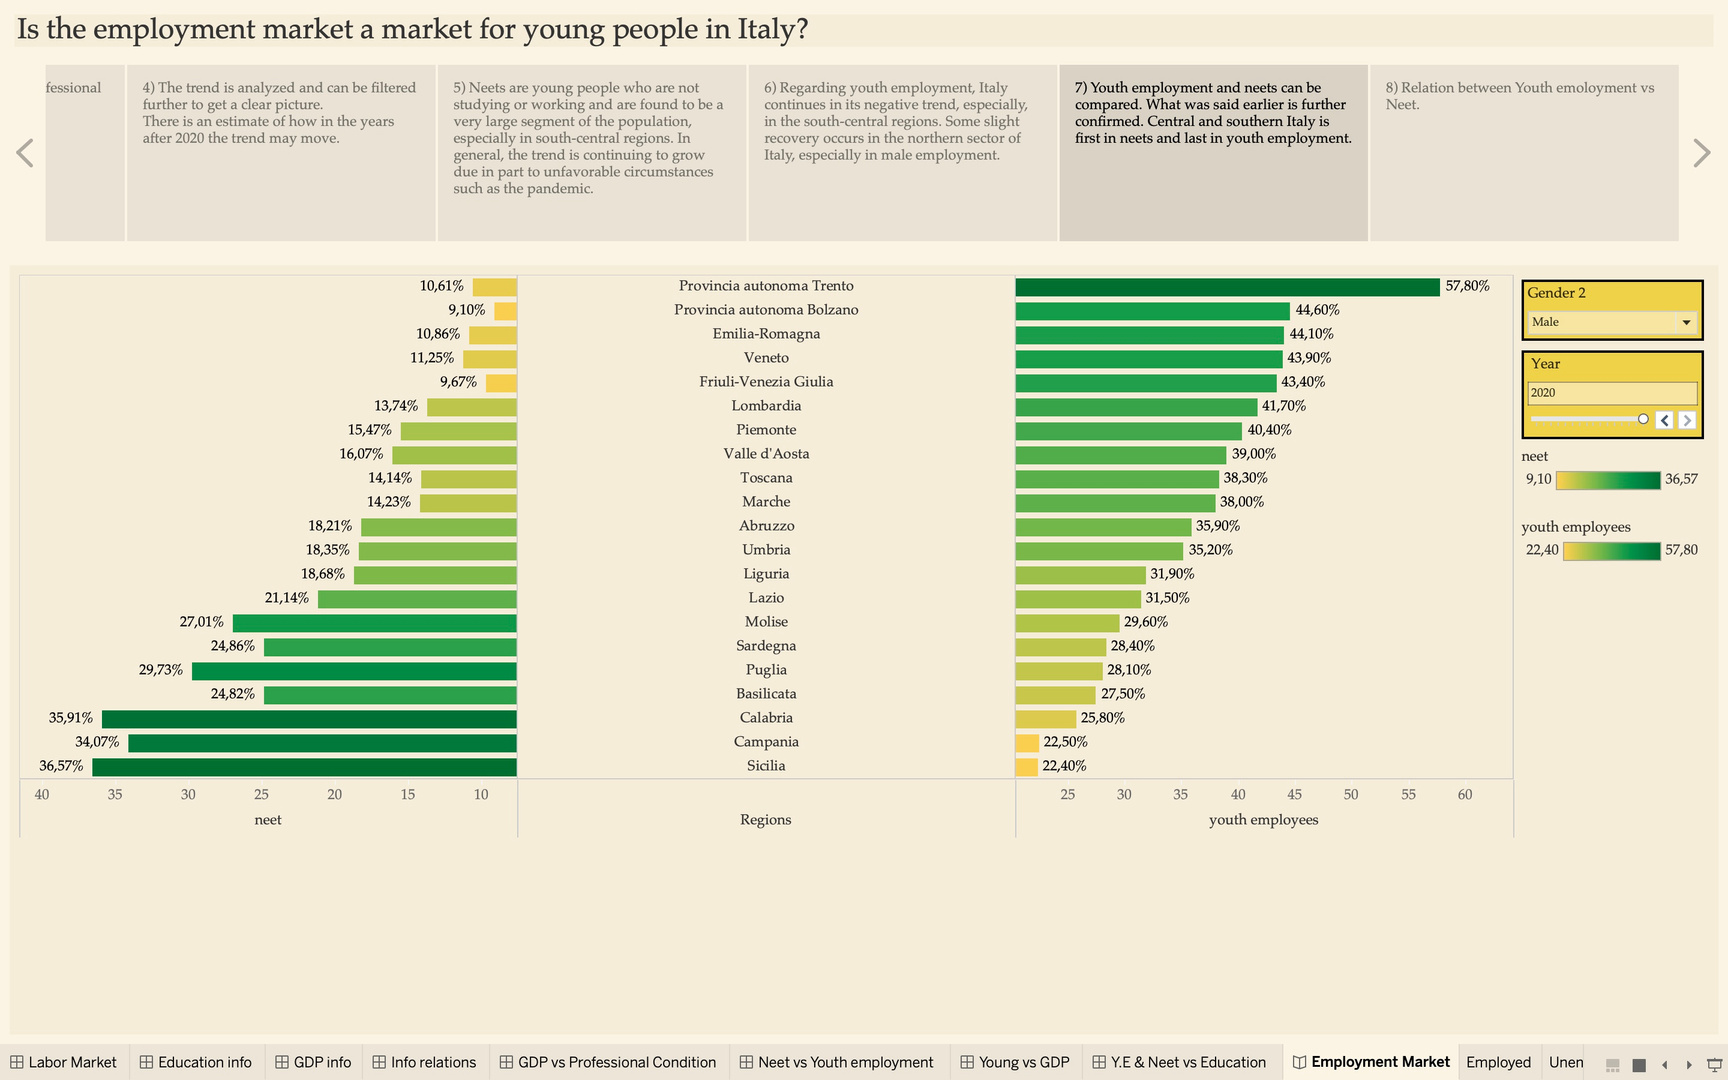 Is the employment market a market for young people in Italy?
fessional
4) The trend is analyzed and can be filtered
further to get a clear picture.
There is an estimate of how in the years
after 2020 the trend may move.
5) Neets are young people who are not
studying or working and are found to be a
very large segment of the population,
especially in south-central regions. In
general, the trend is continuing to grow
due in part to unfavorable circumstances
such as the pandemic.
6) Regarding youth employment, Italy
continues in its negative trend, especially,
in the south-central regions. Some slight
recovery occurs in the northern sector of
Italy, especially in male employment.
7) Youth employment and neets can be
compared. What was said earlier is further
confirmed. Central and southern Italy is
first in neets and last in youth employment.
8) Relation between Youth emoloyment vs
Neet.
10,61% Provincia autonoma Trento 57,80%
9,10% Provincia autonoma Bolzano 44,60%
10,86% Emilia-Romagna 44,10%
11,25% Veneto 43,90%
9,67% Friuli-Venezia Giulia 43,40%
13,74% Lombardia 41,70%
15,47% Piemonte 40,40%
16,07% Valle d'Aosta 39,00%
14,14% Toscana 38,30%
14,23% Marche 38,00%
18,21% Abruzzo 35,90%
18,35% Umbria 35,20%
18,68% Liguria 31,90%
21,14% Lazio 31,50%
27,01% Molise 29,60%
24,86% Sardegna 28,40%
29,73% Puglia 28,10%
24,82% Basilicata 27,50%
35,91% Calabria 25,80%
34,07% Campania 22,50%
36,57% Sicilia 22,40%
40 35 30 25 20 15 10
25 30 35 40 45 50 55 60
neet Regions youth employees
Gender 2
Male
Year
2020
neet
9,10 36,57
youth employees
22,40 57,80
Labor Market Education info GDP info Info relations GDP vs Professional Condition Neet vs Youth employment Young vs GDP Y.E & Neet vs Education Employment Market Employed Unen